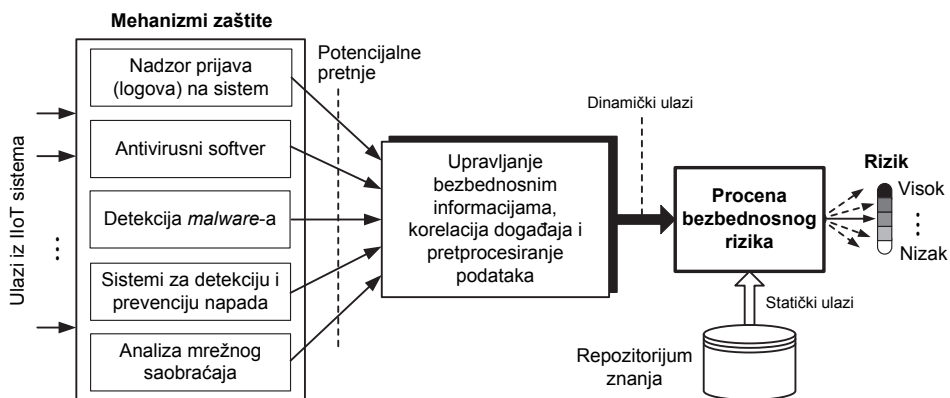 Mehanizmi zaštite
Ulazi iz IIoT sistema
Nadzor prijava
(logova) na sistem
Antivirusni softver
Detekcija malware-a
Sistemi za detekciju i
prevenciju napada
Analiza mrežnog
saobraćaja
Potencijalne
pretnje
Upravljanje
bezbednosnim
informacijama,
korelacija događaja i
pretprocesiranje
podataka
Dinamički ulazi
Procena
bezbednosnog
rizika
Statički ulazi
Repozitorijum
znanja
Rizik
Visok
Nizak